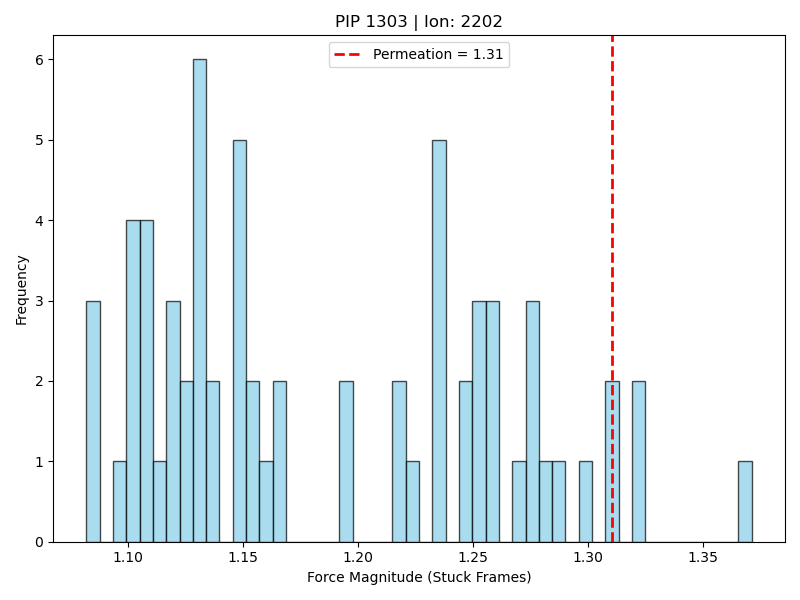 PIP 1303 | Ion: 2202
Permeation = 1.31
6
5
4
3
2
1
0
Frequency
1.10 1.15 1.20 1.25 1.30 1.35
Force Magnitude (Stuck Frames)